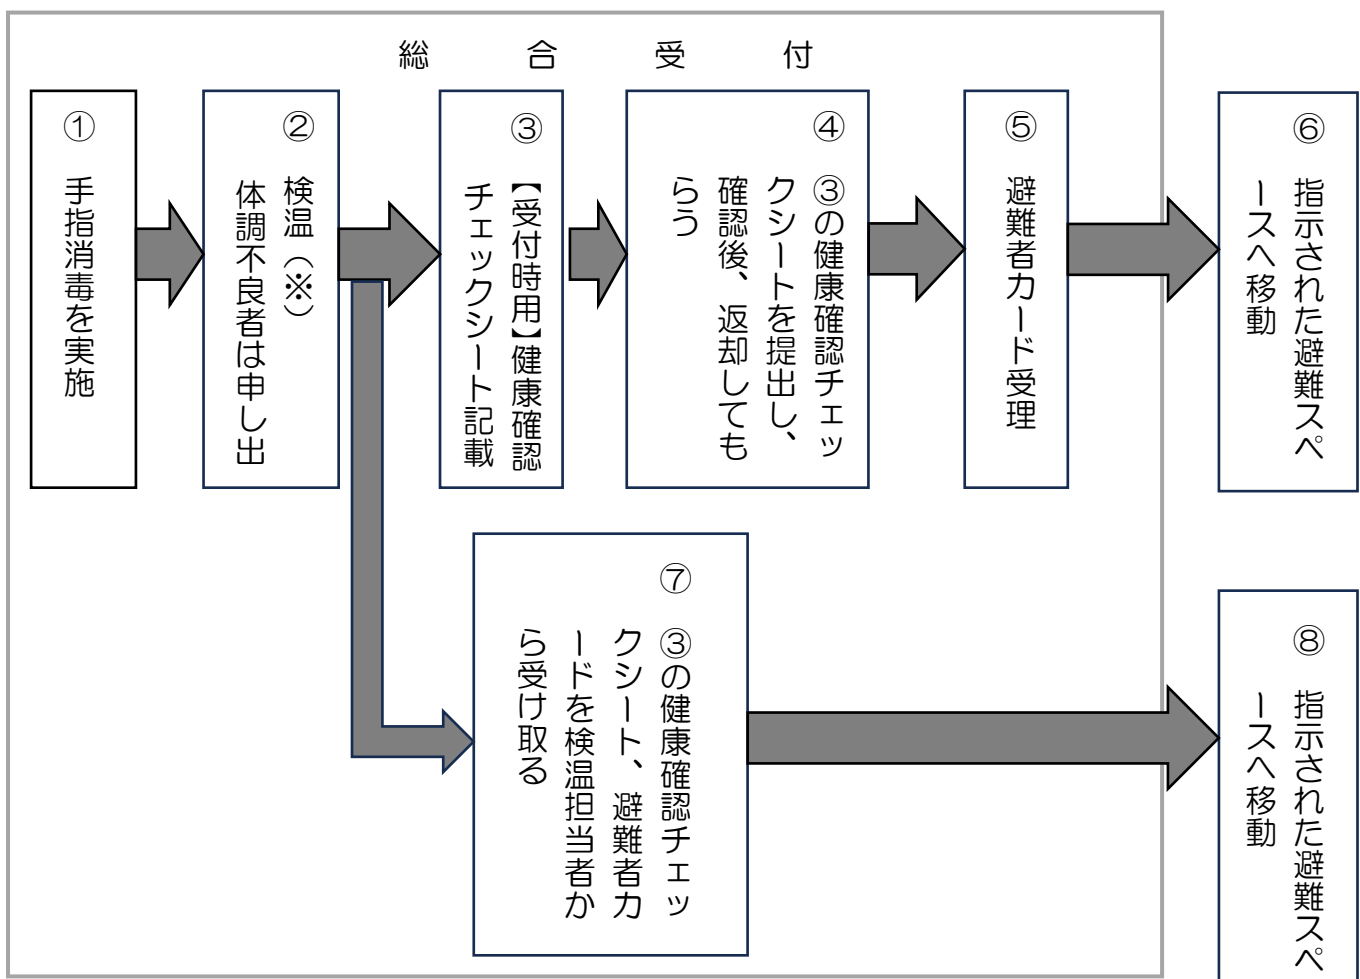 総合受付
① 手指消毒を実施
② 検温（※）
体調不良者は申し出
③ 【受付時用】健康確認
チェックシート記載
④ ③の健康確認チェッ
クシートを提出し、
確認後、返却しても
らう
⑤ 避難者カード受理
⑥ 指示された避難スペ
ースへ移動
⑦ ③の健康確認チェッ
クシート、避難者カ
ードを検温担当者か
ら受け取る
⑧ 指示された避難スペ
ースへ移動